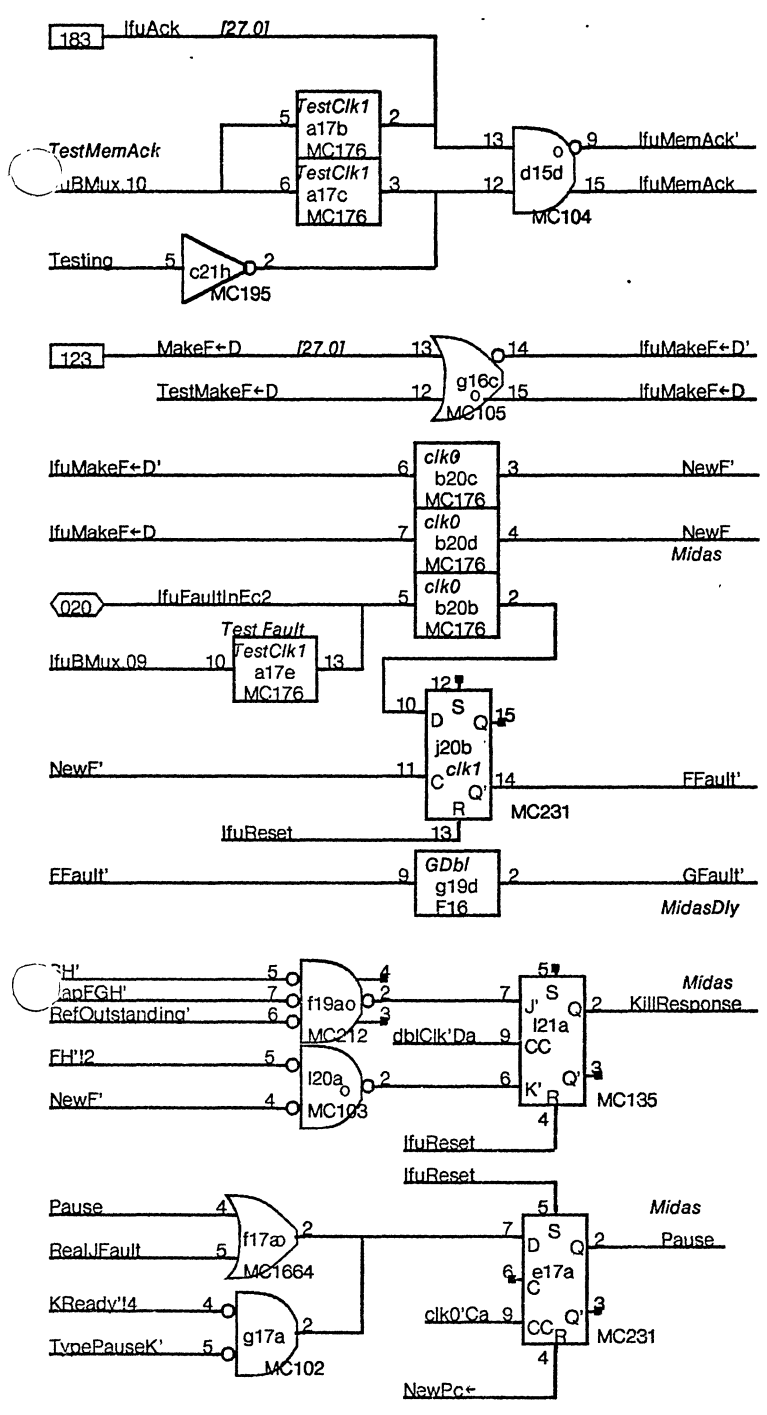 183 IfuAck [27.0]
TestClk1
5 a17b 2
MC176
TestMemAck
uBMux.10
TestClk1
6 a17c 3
MC176
13 o 9 IfuMemAck'
d15d
12 15 IfuMemAck
MC104
Testing 5 c21h 2
MC195
123 MakeF←D [27.0] 13 14 IfuMakeF←D'
g16c
TestMakeF←D 12 o 15 IfuMakeF←D
MC105
clk0
IfuMakeF←D' 6 b20c 3 NewF'
MC176
clk0
IfuMakeF←D 7 b20d 4 NewF
MC176 Midas
clk0
020 IfuFaultInEc2 5 b20b 2
MC176
Test Fault
TestClk1
IfuBMux.09 10 a17e 13
MC176
12
10 D S Q 15
j20b
NewF' 11 C clk1
Q' 14 FFault'
R MC231
IfuReset 13
GDbl
FFault' 9 g19d 2 GFault'
F16 MidasDly
H' 5 4
apFGH' 7 f19a o 2
RefOutstanding' 6 3
MC212
5
S Midas
7 J' Q 2 KillResponse
l21a
dblClk'Da 9 CC
FH'!2 5
l20a o 2 6 K' Q' 3
NewF' 4 MC103
R MC135
4
IfuReset
IfuReset
5
Pause 4 2 7 D S Q 2 Pause
Midas
f17a o
RealJFault 5
MC1664
6 C e17a
KReady'!4 4 clk0'Ca 9 CC Q' 3
g17a 2
R MC231
TypePauseK' 5
MC102
4
NewPc←